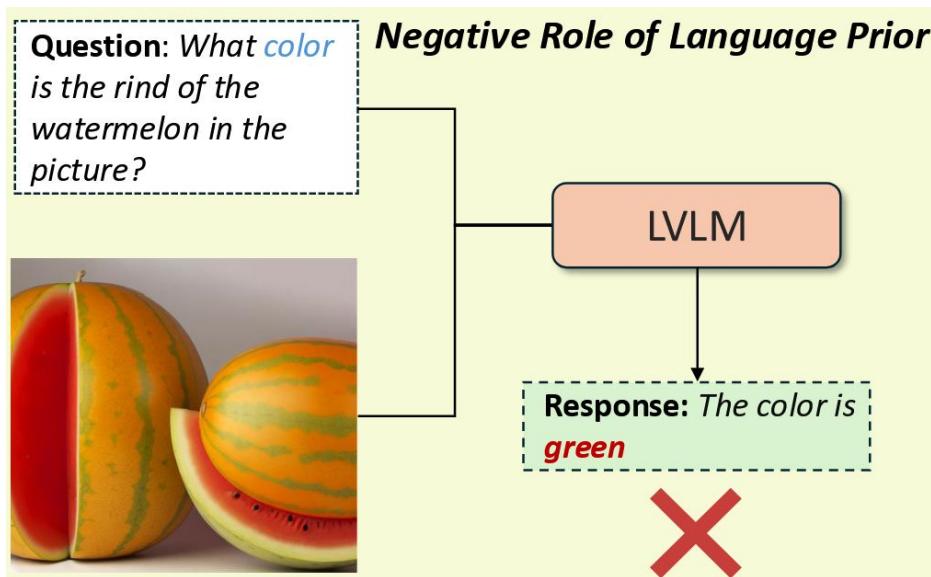 Question: What color
is the rind of the
watermelon in the
picture?
Negative Role of Language Prior
LVLM
Response: The color is
green